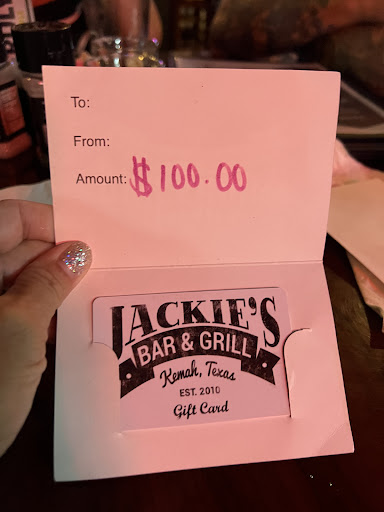 To:
From:
Amount: $100.00
JACKIE'S
BAR & GRILL
Kemah, Texas
EST. 2010
Gift Card